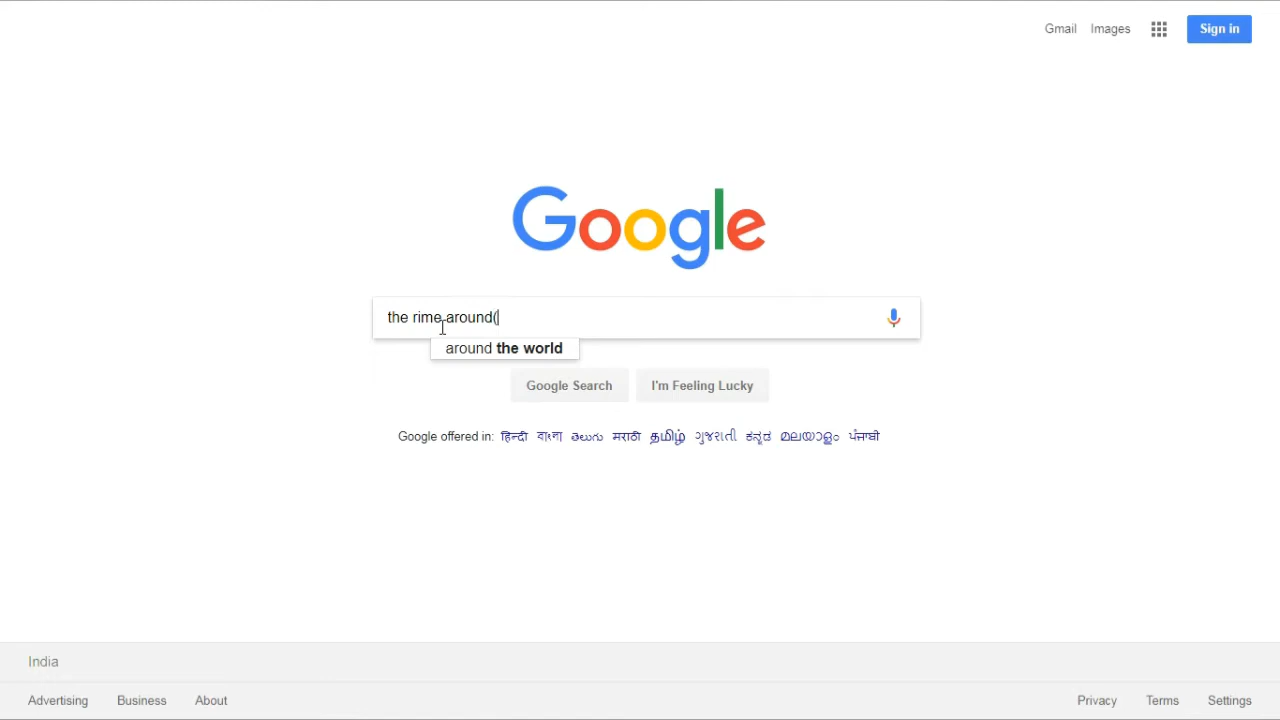 Gmail Images Sign in
Google
the rime around(
around the world
Google Search I'm Feeling Lucky
Google offered in: हिन्दी বাংলা తెలుగు मराठी தமிழ் ગુજરાતી ಕನ್ನಡ മലയാളം ਪੰਜਾਬੀ
India
Advertising Business About Privacy Terms Settings